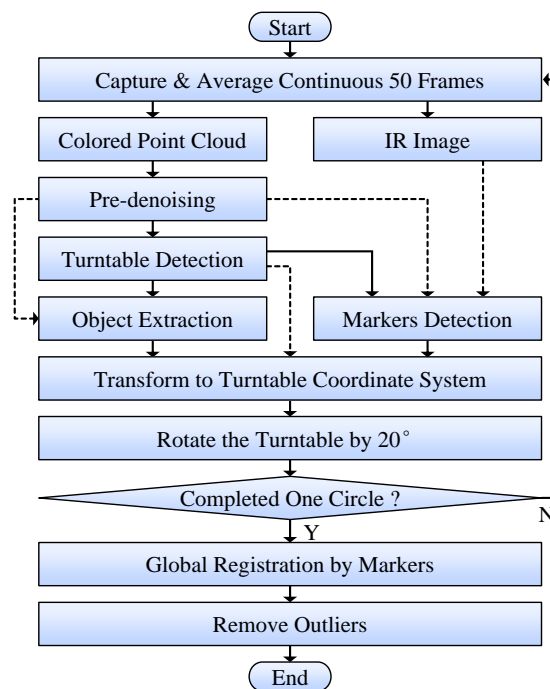 Start
Capture & Average Continuous 50 Frames
Colored Point Cloud
IR Image
Pre-denoising
Turntable Detection
Object Extraction
Markers Detection
Transform to Turntable Coordinate System
Rotate the Turntable by 20°
Completed One Circle ?
N
Y
Global Registration by Markers
Remove Outliers
End